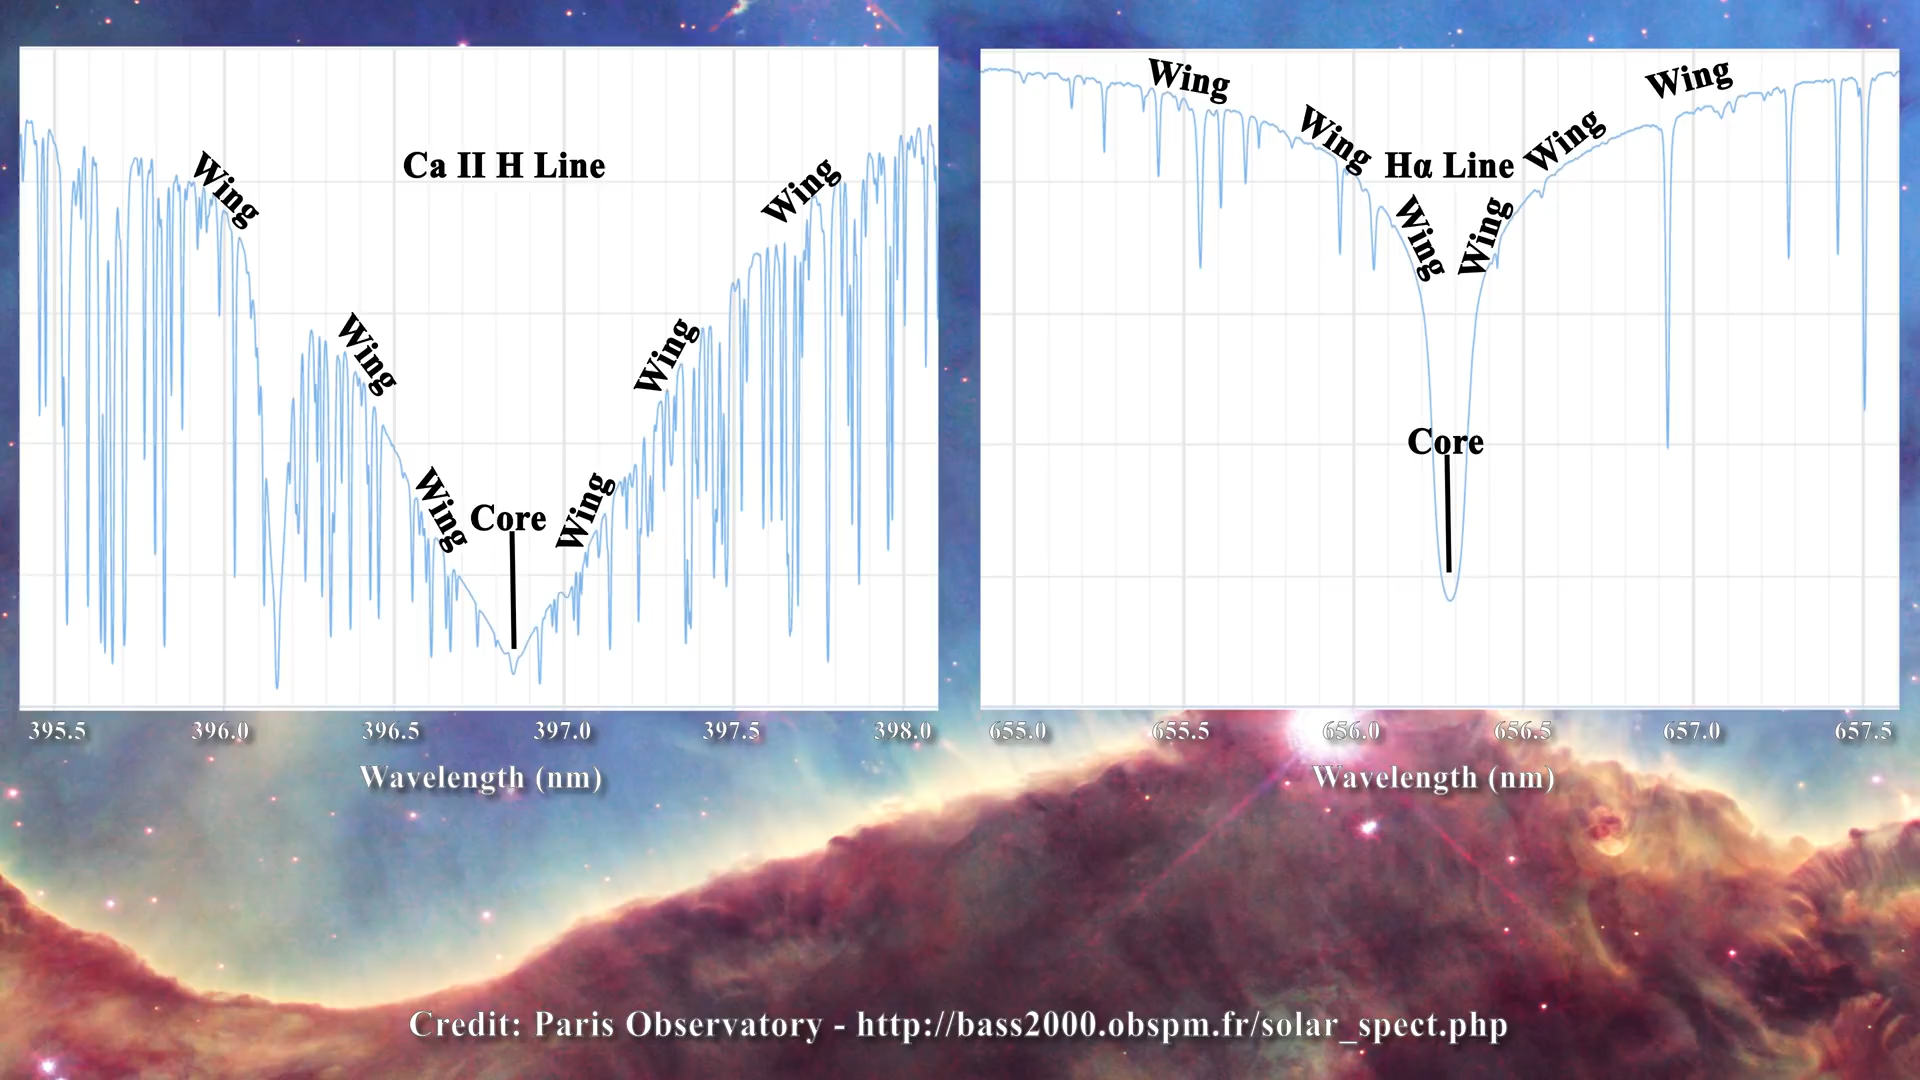 Wing
Ca II H Line
Wing
Wing
Wing
Wing
Core
Wing
395.5 396.0 396.5 397.0 397.5 398.0
Wavelength (nm)
Wing
Wing
Wing
Hα Line
Wing
Wing
Wing
Core
655.0 655.5 656.0 656.5 657.0 657.5
Wavelength (nm)
Credit: Paris Observatory - http://bass2000.obspm.fr/solar_spect.php